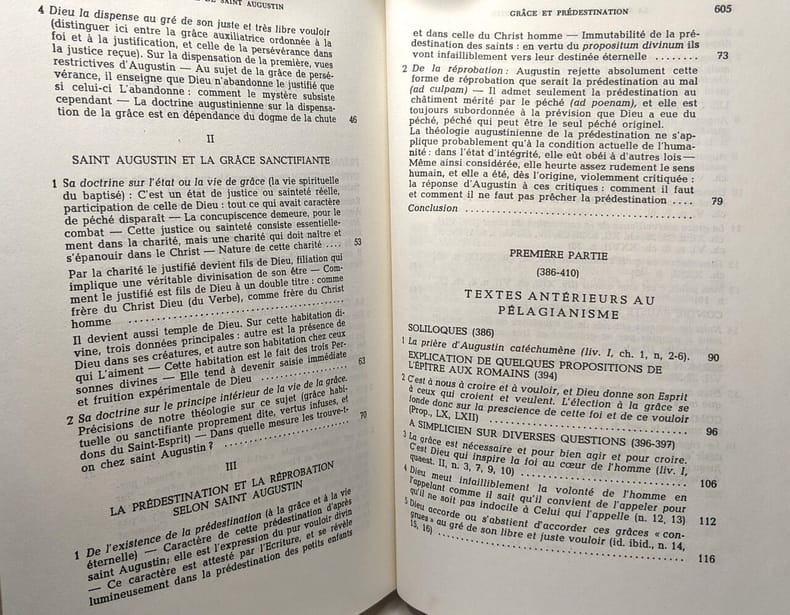 DE SAINT AUGUSTIN
4 Dieu la dispense au gré de son juste et très libre vouloir
(distinguer ici entre la grâce auxiliatrice ordonnée à la
foi et à la justification, et celle de la persévérance dans
la justice reçue). Sur la dispensation de la première, vues
restrictives d'Augustin — Au sujet de la grâce de persé-
vérance, il enseigne que Dieu n'abandonne le justifié que
si celui-ci L'abandonne : comment le mystère subsiste
cependant — La doctrine augustinienne sur la dispensa-
tion de la grâce est en dépendance du dogme de la chute 46
II
SAINT AUGUSTIN ET LA GRÂCE SANCTIFIANTE
1 Sa doctrine sur l'état ou la vie de grâce (la vie spirituelle
du baptisé) : C'est un état de justice ou sainteté réelle,
participation de celle de Dieu : tout ce qui avait caractère
de péché disparaît — La concupiscence demeure, pour le
combat — Cette justice ou sainteté consiste essentielle-
ment dans la charité, mais une charité qui doit naître et
s'épanouir dans le Christ — Nature de cette charité .... 53
Par la charité le justifié devient fils de Dieu, filiation qui
implique une véritable divinisation de son être — Com-
ment le justifié est fils de Dieu à un double titre : comme
frère du Christ Dieu (du Verbe), comme frère du Christ
homme ..............................
Il devient aussi temple de Dieu. Sur cette habitation di-
vine, trois données principales : autre est la présence de
Dieu dans ses créatures, et autre son habitation chez ceux
qui L'aiment — Cette habitation est le fait des trois Per-
sonnes divines — Elle tend à devenir saisie immédiate
et fruition expérimentale de Dieu .............. 63
2 Sa doctrine sur le principe intérieur de la vie de la grâce.
Précisions de notre théologie sur ce sujet (grâce habi-
tuelle ou sanctifiante proprement dite, vertus infuses, et
dons du Saint-Esprit) — Dans quelle mesure les trouve-t-
on chez saint Augustin ? .................. 70
III
LA PRÉDESTINATION ET LA RÉPROBATION
SELON SAINT AUGUSTIN
1 De l'existence de la prédestination (à la grâce et à la vie
éternelle) — Caractère de cette prédestination d'après
saint Augustin; elle est l'expression du pur vouloir divin
— Ce caractère est attesté par l'Ecriture, et se révèle
lumineusement dans la prédestination des petits enfants
GRÂCE ET PRÉDESTINATION 605
et dans celle du Christ homme — Immutabilité de la pré-
destination des saints : en vertu du propositum divinum ils
vont infailliblement vers leur destinée éternelle ........ 73
2 De la réprobation : Augustin rejette absolument cette
forme de réprobation que serait la prédestination au mal
(ad culpam) — Il admet seulement la prédestination au
châtiment mérité par le péché (ad poenam), et elle est
toujours subordonnée à la prévision que Dieu a eue du
péché, péché qui peut être le seul péché originel.
La théologie augustinienne de la prédestination ne s'ap-
plique probablement qu'à la condition actuelle de l'huma-
nité : dans l'état d'intégrité, elle eût obéi à d'autres lois —
Même ainsi considérée, elle heurte assez rudement le sens
humain, et elle a été, dès l'origine, violemment critiquée :
la réponse d'Augustin à ces critiques : comment il faut
et comment il ne faut pas prêcher la prédestination .... 79
Conclusion ..............................
PREMIÈRE PARTIE
(386-410)
TEXTES ANTÉRIEURS AU
PÉLAGIANISME
SOLILOQUES (386)
1 La prière d'Augustin catéchumène (liv. I, ch. 1, n, 2-6). 90
EXPLICATION DE QUELQUES PROPOSITIONS DE
L'ÉPITRE AUX ROMAINS (394)
2 C'est à nous à croire et à vouloir, et Dieu donne son Esprit
à ceux qui croient et veulent. L'élection à la grâce se
fonde donc sur la prescience de cette foi et de ce vouloir
(Prop., LX, LXII) .............................. 96
A SIMPLICIEN SUR DIVERSES QUESTIONS (396-397)
3 La grâce est nécessaire et pour bien agir et pour croire.
C'est Dieu qui inspire la foi au cœur de l'homme (liv. I,
quaest. II, n. 3, 7, 9, 10) .................... 106
4 Dieu meut infailliblement la volonté de l'homme en
l'appelant comme il sait qu'il convient de l'appeler pour
qu'il ne soit pas indocile à Celui qui l'appelle (n. 12, 13) 112
5 Dieu accorde ou s'abstient d'accorder ces grâces « con-
grues » au gré de son libre et juste vouloir (id. ibid., n. 14,
15, 16) .............................. 116